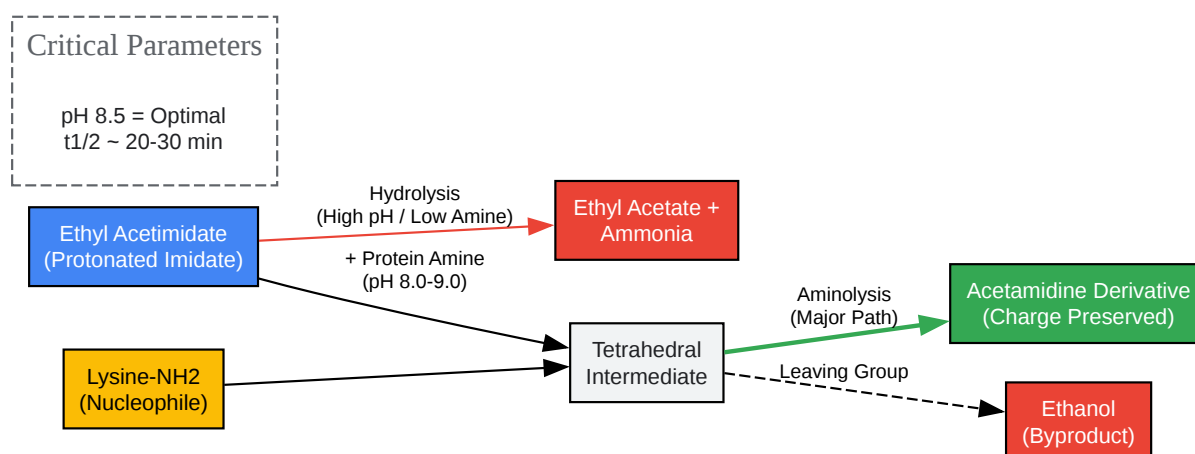 Critical Parameters
pH 8.5 = Optimal
t1/2 ~ 20-30 min
Ethyl Acetimidate
(Protonated Imidate)
Hydrolysis
(High pH / Low Amine)
Ethyl Acetate +
Ammonia
+ Protein Amine
(pH 8.0-9.0)
Lysine-NH2
(Nucleophile)
Tetrahedral
Intermediate
Aminolysis
(Major Path)
Acetamidine Derivative
(Charge Preserved)
Leaving Group
Ethanol
(Byproduct)